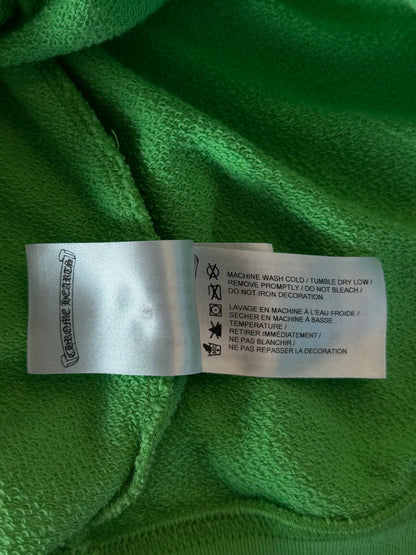 CHROME HEARTS
MACHINE WASH COLD / TUMBLE DRY LOW /
REMOVE PROMPTLY / DO NOT BLEACH /
DO NOT IRON DECORATION
LAVAGE EN MACHINE À L'EAU FROIDE /
SECHER EN MACHINE À BASSE
TEMPERATURE /
RETIRER IMMÉDIATEMENT /
NE PAS BLANCHIR /
NE PAS REPASSER LA DECORATION